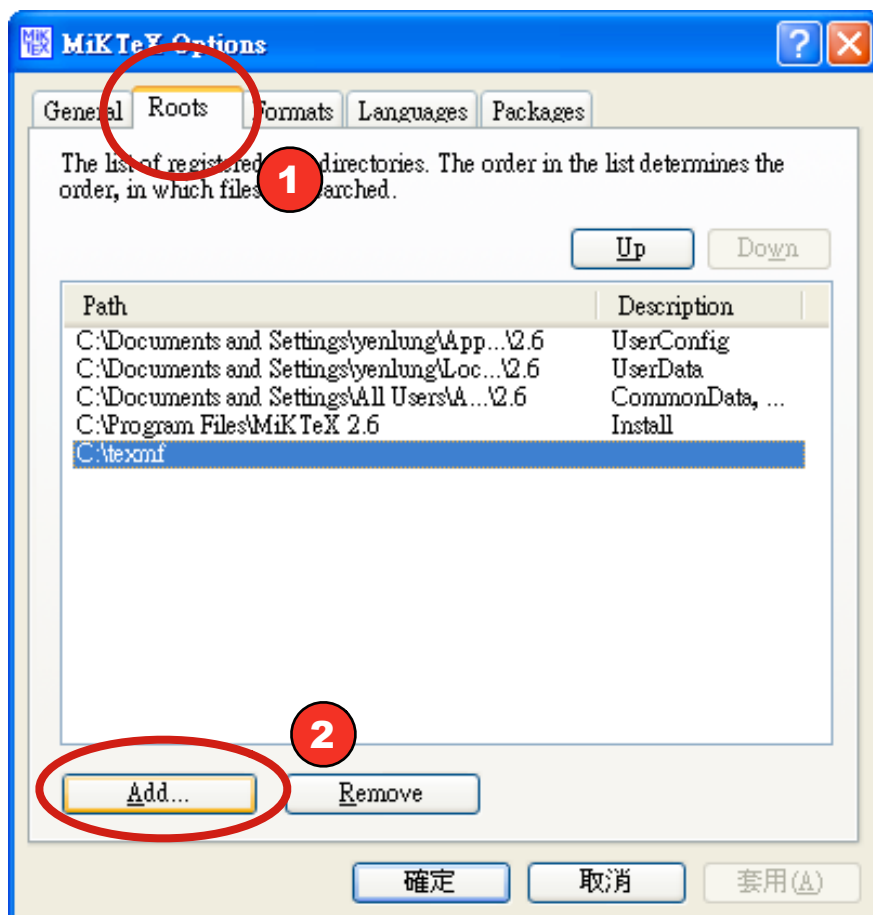 MiKTeX Options
General Roots Formats Languages Packages
The list of registered directories. The order in the list determines the
order, in which files searched.
1
Up Down
Path Description
C:\Documents and Settings\yenlung\App...\2.6 UserConfig
C:\Documents and Settings\yenlung\Loc...\2.6 UserData
C:\Documents and Settings\All Users\A...\2.6 CommonData, ...
C:\Program Files\MiKTeX 2.6 Install
C:\texmf
2
Add... Remove
確定 取消 套用(A)